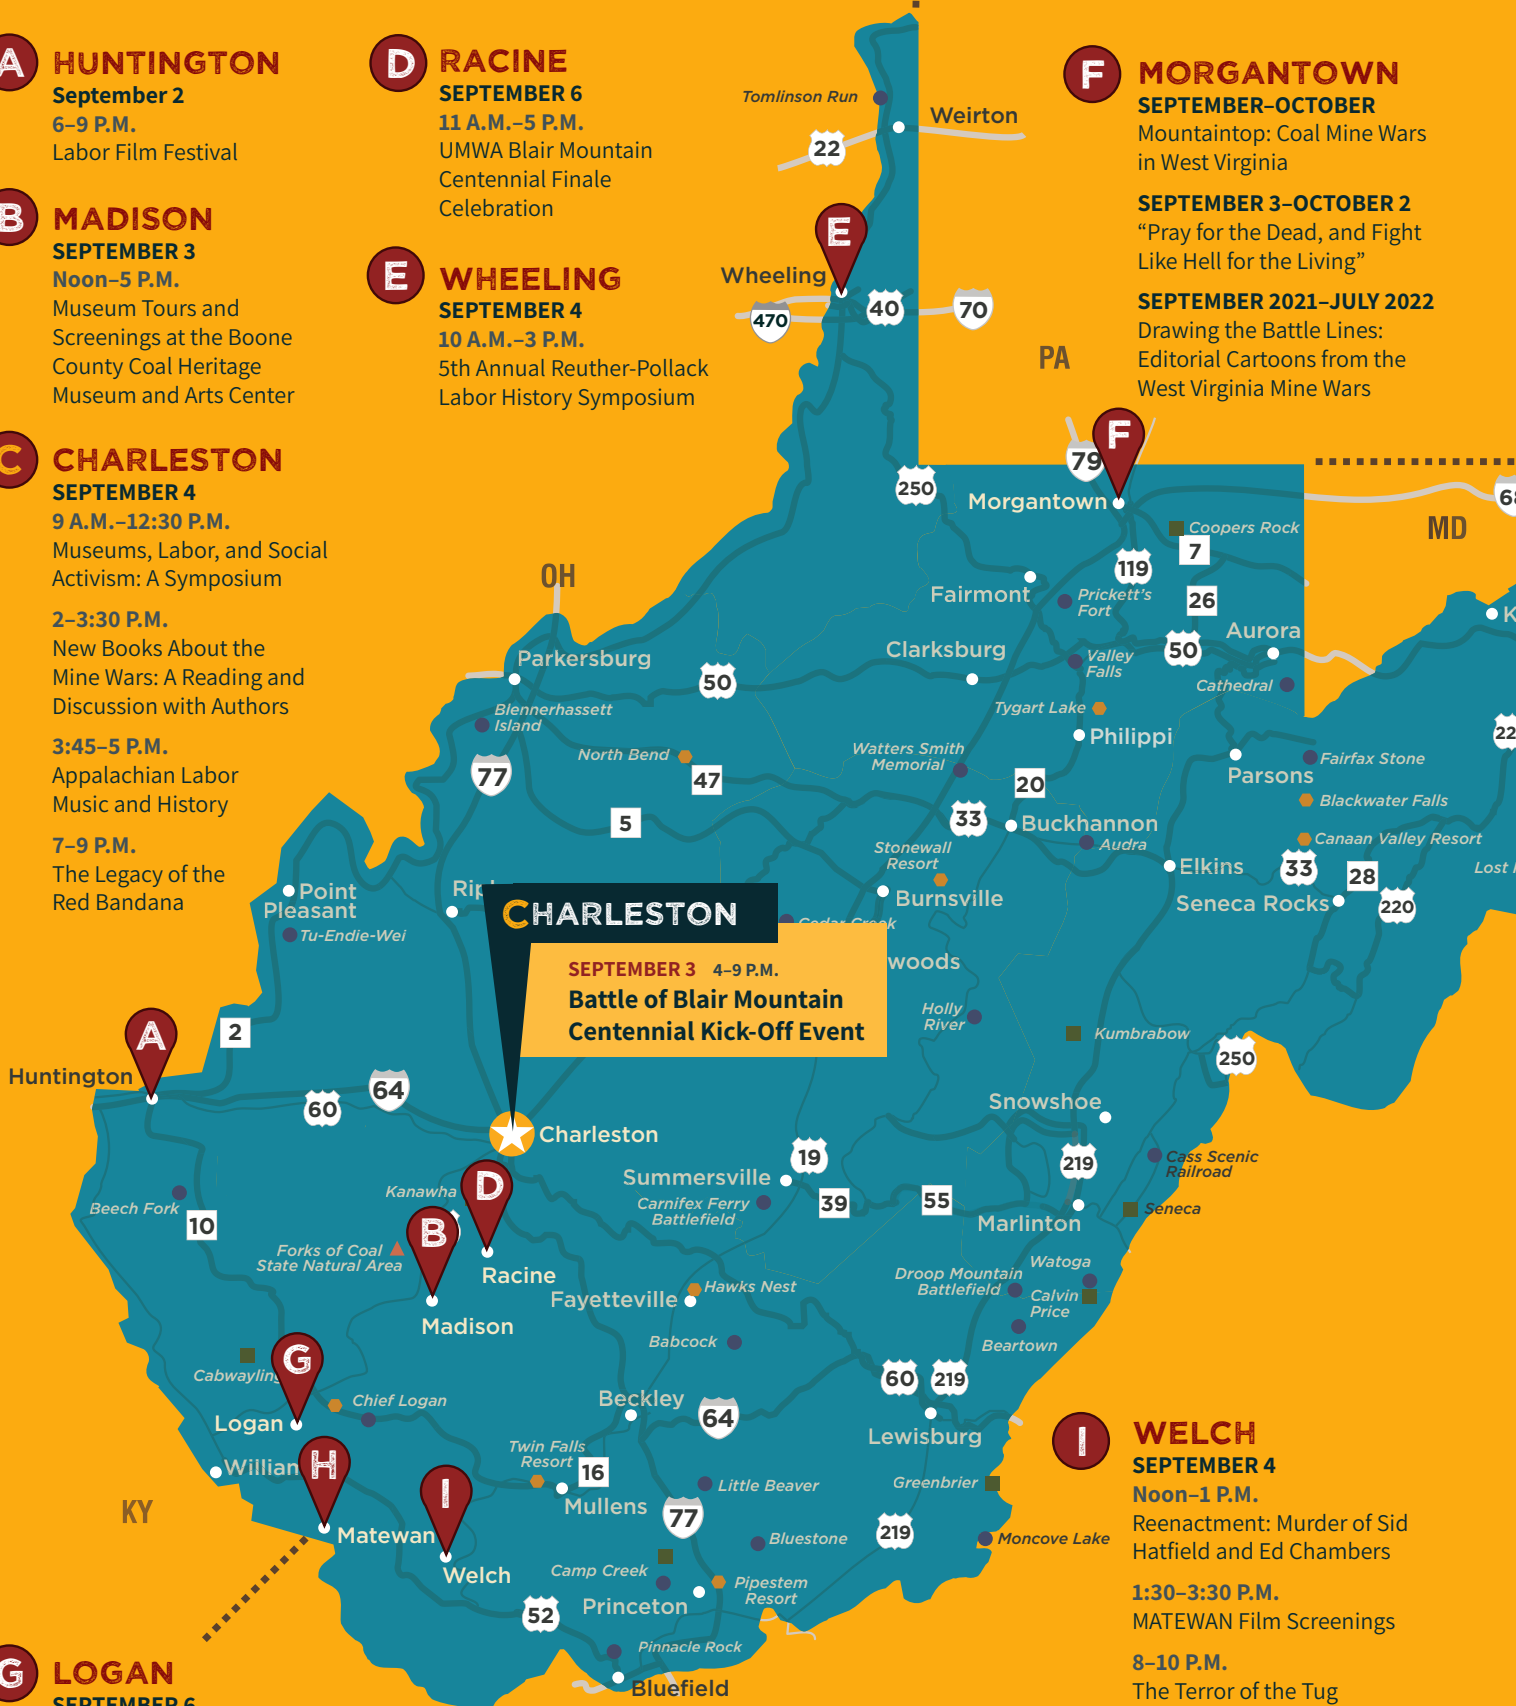 A HUNTINGTON
September 2
6–9 P.M.
Labor Film Festival
B MADISON
SEPTEMBER 3
Noon–5 P.M.
Museum Tours and
Screenings at the Boone
County Coal Heritage
Museum and Arts Center
C CHARLESTON
SEPTEMBER 4
9 A.M.–12:30 P.M.
Museums, Labor, and Social
Activism: A Symposium
2–3:30 P.M.
New Books About the
Mine Wars: A Reading and
Discussion with Authors
3:45–5 P.M.
Appalachian Labor
Music and History
7–9 P.M.
The Legacy of the
Red Bandana
D RACINE
SEPTEMBER 6
11 A.M.–5 P.M.
UMWA Blair Mountain
Centennial Finale
Celebration
E WHEELING
SEPTEMBER 4
10 A.M.–3 P.M.
5th Annual Reuther-Pollack
Labor History Symposium
F MORGANTOWN
SEPTEMBER–OCTOBER
Mountaintop: Coal Mine Wars
in West Virginia
SEPTEMBER 3–OCTOBER 2
“Pray for the Dead, and Fight
Like Hell for the Living”
SEPTEMBER 2021–JULY 2022
Drawing the Battle Lines:
Editorial Cartoons from the
West Virginia Mine Wars
Tomlinson Run
Weirton
22
E
Wheeling
470
40
70
PA
F
79
250
Morgantown
68
MD
Coopers Rock
7
OH
119
Fairmont
Prickett’s
Fort
26
K
Aurora
Clarksburg
50
Parkersburg
50
Valley
Falls
Cathedral
Blennerhassett
Island
Tygart Lake
Philippi
22
North Bend
Watters Smith
Memorial
77
47
20
Parsons
Fairfax Stone
Blackwater Falls
5
33
Buckhannon
Audra
Canaan Valley Resort
Stonewall
Resort
Elkins
33
28
Lost
Point
Pleasant
Rip
Burnsville
Seneca Rocks
220
Tu-Endie-Wei
Cedar Creek
CHARLESTON
SEPTEMBER 3 4–9 P.M.
Battle of Blair Mountain
Centennial Kick-Off Event
woods
Holly
River
Kumbrabow
A
2
250
Huntington
64
60
Snowshoe
Charleston
19
219
Cass Scenic
Railroad
Summersville
Kanawha
D
Carnifex Ferry
Battlefield
39
55
Beech Fork
10
B
Marlinton
Seneca
Forks of Coal
State Natural Area
Racine
Watoga
Droop Mountain
Battlefield
Hawks Nest
Fayetteville
Calvin
Price
Madison
Babcock
Beartown
G
Cabwayling
60
219
Chief Logan
Beckley
64
Logan
Lewisburg
H
Twin Falls
Resort
16
Willian
I
Little Beaver
Greenbrier
Mullens
77
KY
Matewan
219
Bluestone
Moncove Lake
Welch
Camp Creek
Pipestem
Resort
Princeton
52
Pinnacle Rock
Bluefield
I WELCH
SEPTEMBER 4
Noon–1 P.M.
Reenactment: Murder of Sid
Hatfield and Ed Chambers
1:30–3:30 P.M.
MATEWAN Film Screenings
8–10 P.M.
The Terror of the Tug
G LOGAN
SEPTEMBER 6